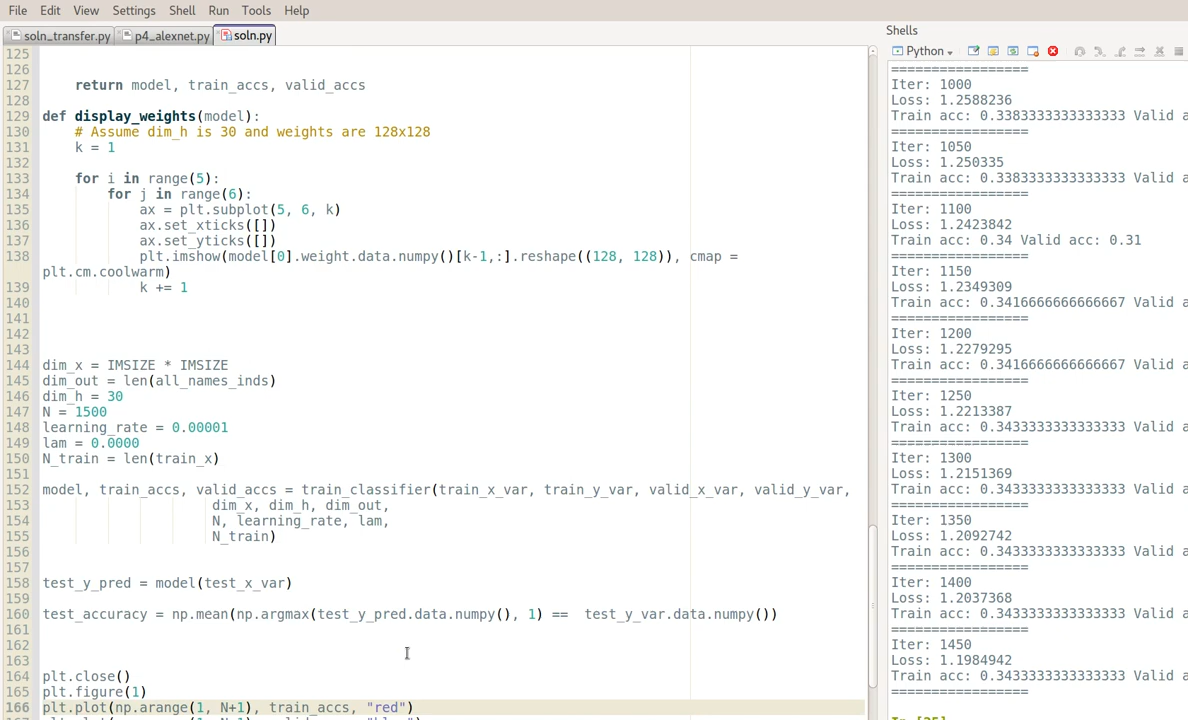 File Edit View Settings Shell Run Tools Help
soln_transfer.py p4_alexnet.py soln.py
125
126
127 return model, train_accs, valid_accs
128
129 def display_weights(model):
130 # Assume dim_h is 30 and weights are 128x128
131 k = 1
132
133 for i in range(5):
134 for j in range(6):
135 ax = plt.subplot(5, 6, k)
136 ax.set_xticks([])
137 ax.set_yticks([])
138 plt.imshow(model[0].weight.data.numpy()[k-1,:].reshape((128, 128)), cmap =
plt.cm.coolwarm)
139 k += 1
140
141
142
143
144 dim_x = IMSIZE * IMSIZE
145 dim_out = len(all_names_inds)
146 dim_h = 30
147 N = 1500
148 learning_rate = 0.00001
149 lam = 0.0000
150 N_train = len(train_x)
151
152 model, train_accs, valid_accs = train_classifier(train_x_var, train_y_var, valid_x_var, valid_y_var,
153 dim_x, dim_h, dim_out,
154 N, learning_rate, lam,
155 N_train)
156
157
158 test_y_pred = model(test_x_var)
159
160 test_accuracy = np.mean(np.argmax(test_y_pred.data.numpy(), 1) == test_y_var.data.numpy())
161
162
163
164 plt.close()
165 plt.figure(1)
166 plt.plot(np.arange(1, N+1), train_accs, "red")
Shells
Python
=================
Iter: 1000
Loss: 1.2588236
Train acc: 0.3383333333333333 Valid a
=================
Iter: 1050
Loss: 1.250335
Train acc: 0.3383333333333333 Valid a
=================
Iter: 1100
Loss: 1.2423842
Train acc: 0.34 Valid acc: 0.31
=================
Iter: 1150
Loss: 1.2349309
Train acc: 0.3416666666666667 Valid a
=================
Iter: 1200
Loss: 1.2279295
Train acc: 0.3416666666666667 Valid a
=================
Iter: 1250
Loss: 1.2213387
Train acc: 0.3433333333333333 Valid a
=================
Iter: 1300
Loss: 1.2151369
Train acc: 0.3433333333333333 Valid a
=================
Iter: 1350
Loss: 1.2092742
Train acc: 0.3433333333333333 Valid a
=================
Iter: 1400
Loss: 1.2037368
Train acc: 0.3433333333333333 Valid a
=================
Iter: 1450
Loss: 1.1984942
Train acc: 0.3433333333333333 Valid a
=================